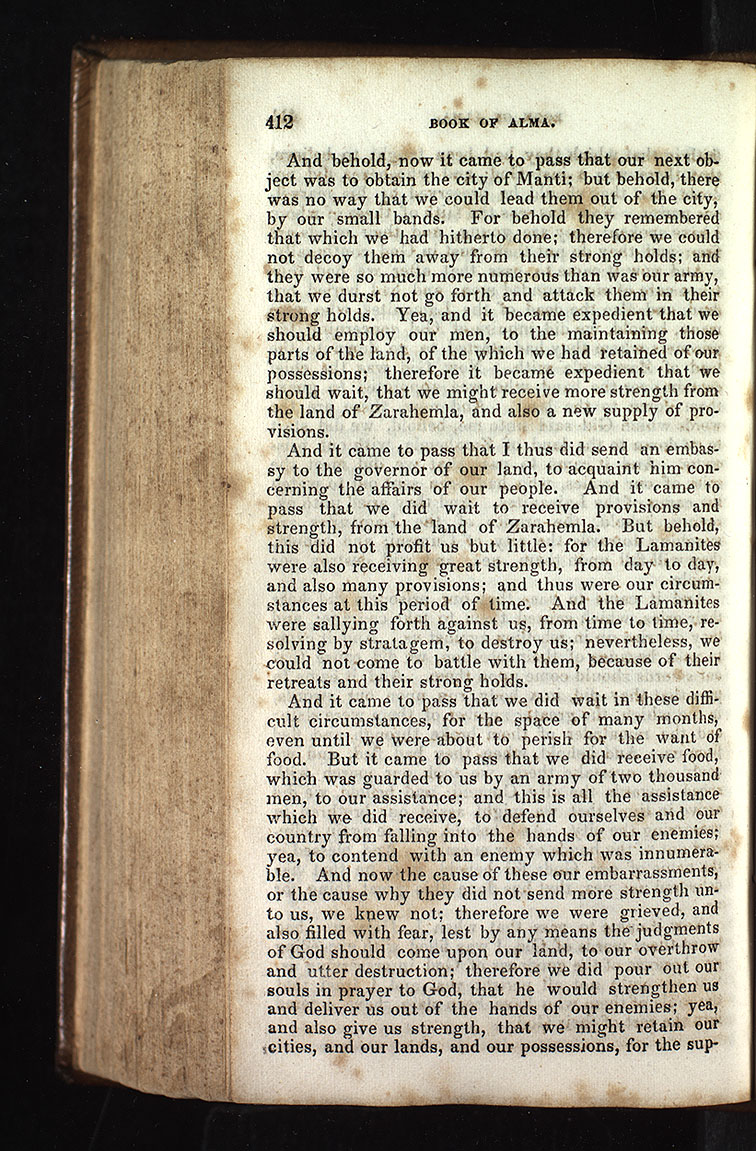 412 BOOK OF ALMA.
And behold, now it came to pass that our next ob-
ject was to obtain the city of Manti; but behold, there
was no way that we could lead them out of the city,
by our small bands. For behold they remembered
that which we had hitherto done; therefore we could
not decoy them away from their strong holds; and
they were so much more numerous than was our army,
that we durst not go forth and attack them in their
strong holds. Yea, and it became expedient that we
should employ our men, to the maintaining those
parts of the land, of the which we had retained of our
possessions; therefore it became expedient that we
should wait, that we might receive more strength from
the land of Zarahemla, and also a new supply of pro-
visions.
And it came to pass that I thus did send an embas-
sy to the governor of our land, to acquaint him con-
cerning the affairs of our people. And it came to
pass that we did wait to receive provisions and
strength, from the land of Zarahemla. But behold,
this did not profit us but little: for the Lamanites
were also receiving great strength, from day to day,
and also many provisions; and thus were our circum-
stances at this period of time. And the Lamanites
were sallying forth against us, from time to time, re-
solving by stratagem, to destroy us; nevertheless, we
could not come to battle with them, because of their
retreats and their strong holds.
And it came to pass that we did wait in these diffi-
cult circumstances, for the space of many months,
even until we were about to perish for the want of
food. But it came to pass that we did receive food,
which was guarded to us by an army of two thousand
men, to our assistance; and this is all the assistance
which we did receive, to defend ourselves and our
country from falling into the hands of our enemies;
yea, to contend with an enemy which was innumera-
ble. And now the cause of these our embarrassments,
or the cause why they did not send more strength un-
to us, we knew not; therefore we were grieved, and
also filled with fear, lest by any means the judgments
of God should come upon our land, to our overthrow
and utter destruction; therefore we did pour out our
souls in prayer to God, that he would strengthen us
and deliver us out of the hands of our enemies; yea,
and also give us strength, that we might retain our
cities, and our lands, and our possessions, for the sup-